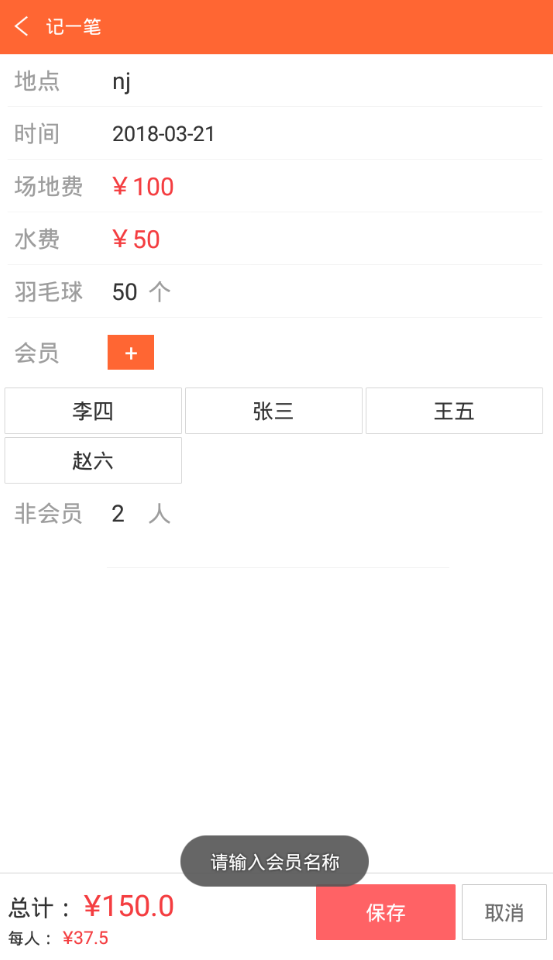 记一笔
地点 nj
时间 2018-03-21
场地费 ¥100
水费 ¥50
羽毛球 50 个
会员 +
李四 张三 王五
赵六
非会员 2 人
请输入会员名称
总计： ¥150.0
每人： ¥37.5
保存 取消